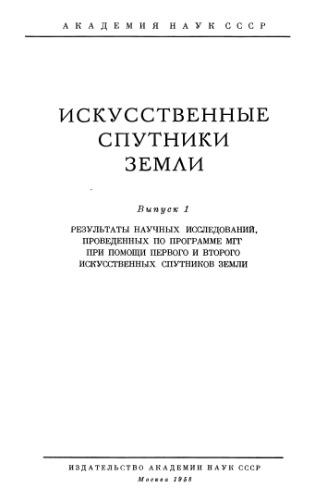 АКАДЕМИЯ НАУК СССР
ИСКУССТВЕННЫЕ
СПУТНИКИ
ЗЕМЛИ
Выпуск 1
РЕЗУЛЬТАТЫ НАУЧНЫХ ИССЛЕДОВАНИЙ,
ПРОВЕДЕННЫХ ПО ПРОГРАММЕ МГГ
ПРИ ПОМОЩИ ПЕРВОГО И ВТОРОГО
ИСКУССТВЕННЫХ СПУТНИКОВ ЗЕМЛИ
ИЗДАТЕЛЬСТВО АКАДЕМИИ НАУК СССР
Москва 1958